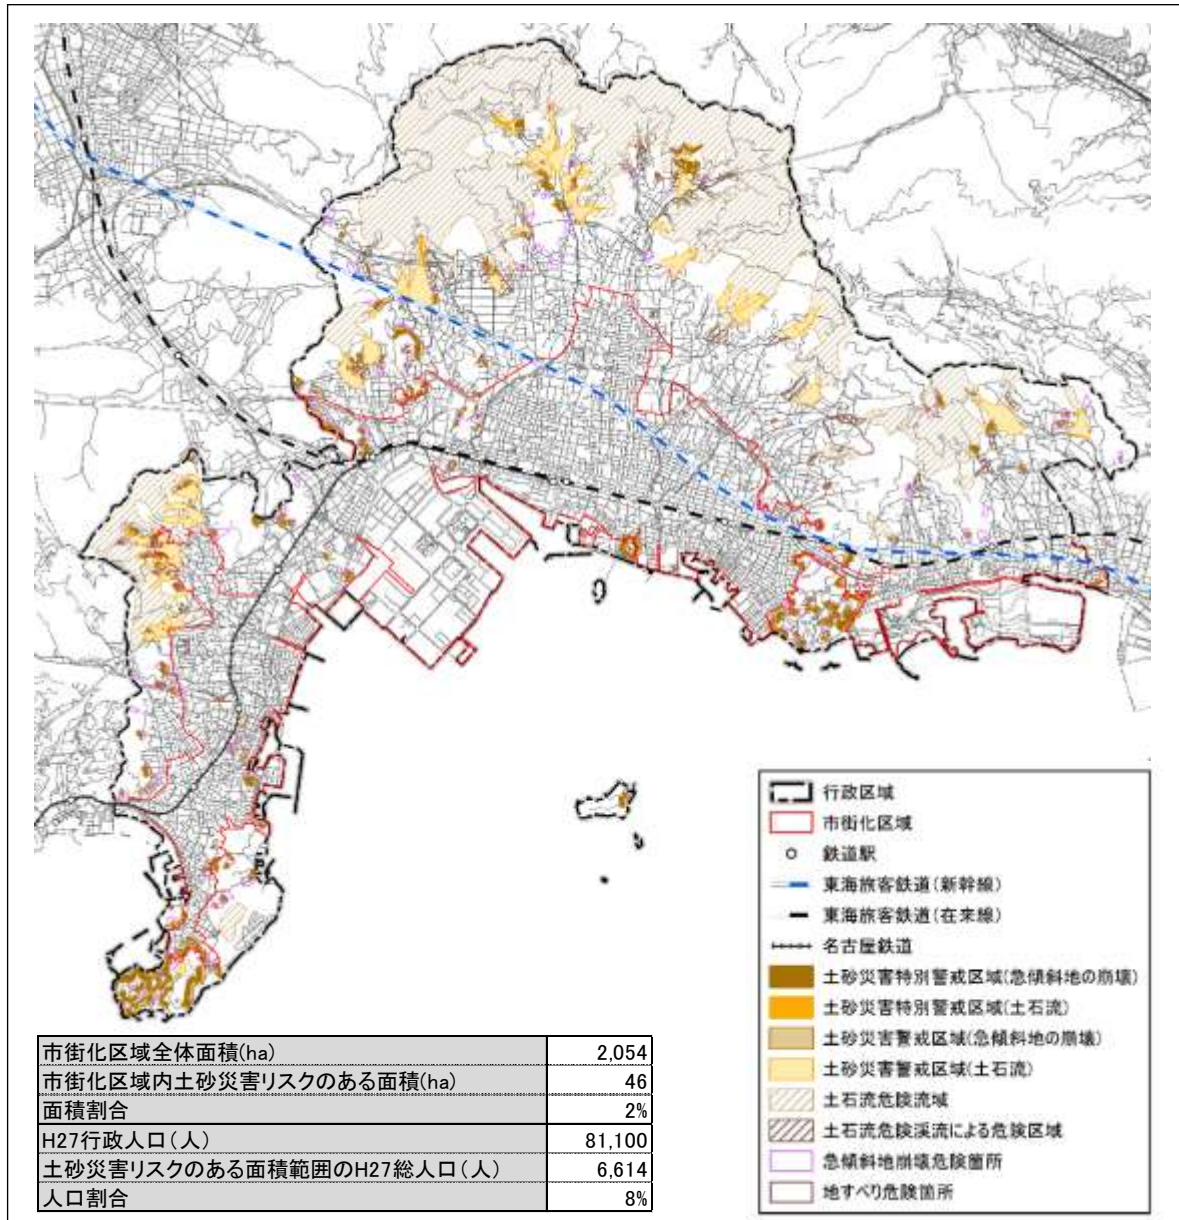 行政区域
市街化区域
鉄道駅
東海旅客鉄道(新幹線)
東海旅客鉄道(在来線)
名古屋鉄道
土砂災害特別警戒区域(急傾斜地の崩壊)
土砂災害特別警戒区域(土石流)
土砂災害警戒区域(急傾斜地の崩壊)
土砂災害警戒区域(土石流)
土石流危険流域
土石流危険渓流による危険区域
急傾斜地崩壊危険箇所
地すべり危険箇所
市街化区域全体面積(ha) 2,054
市街化区域内土砂災害リスクのある面積(ha) 46
面積割合 2%
H27行政人口(人) 81,100
土砂災害リスクのある面積範囲のH27総人口(人) 6,614
人口割合 8%